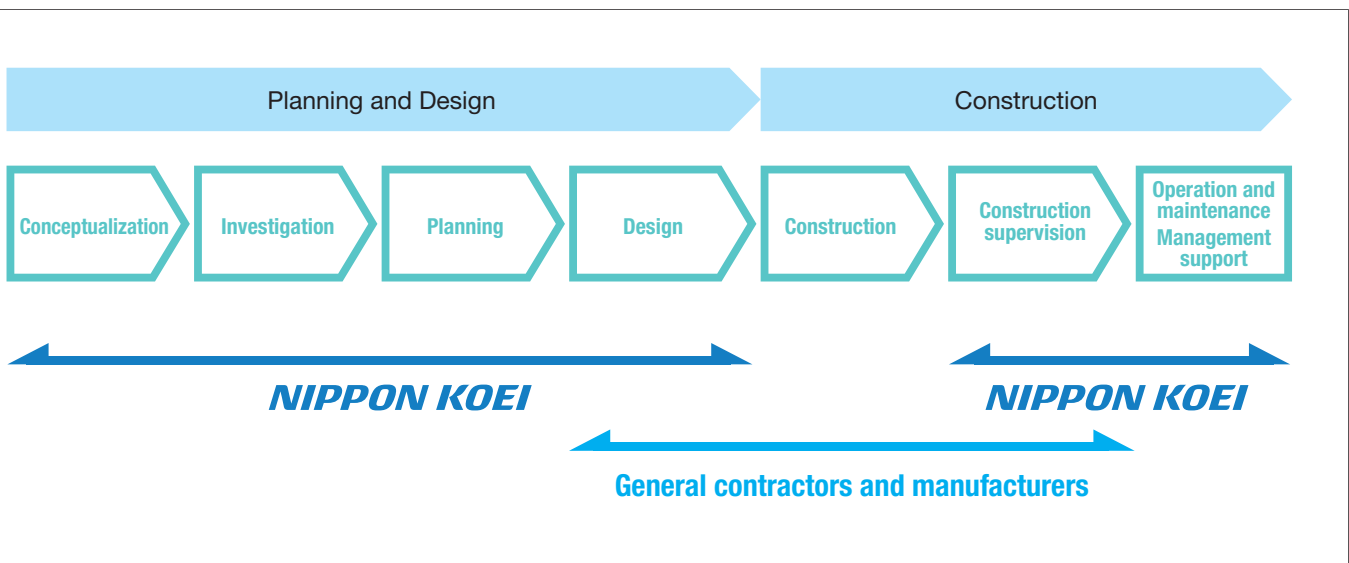 Planning and Design
Construction
Conceptualization
Investigation
Planning
Design
Construction
Construction
supervision
Operation and
maintenance
Management
support
NIPPON KOEI
NIPPON KOEI
General contractors and manufacturers